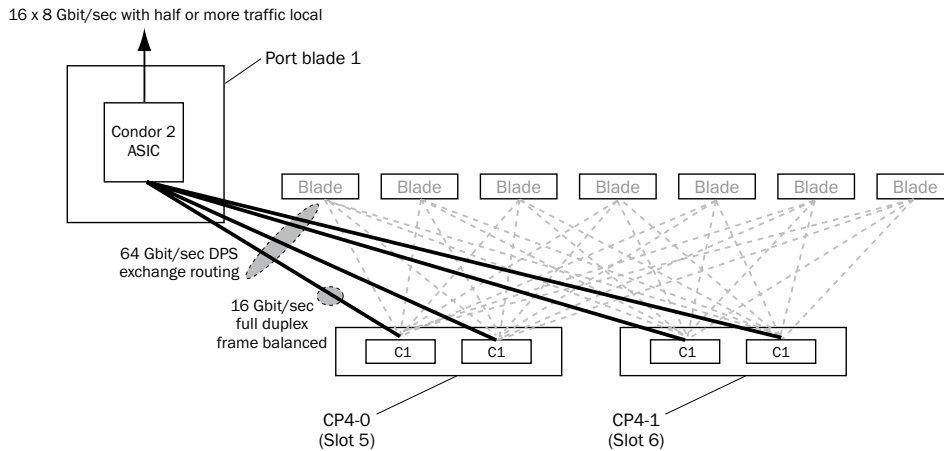 16 x 8 Gbit/sec with half or more traffic local
Port blade 1
Condor 2
ASIC
Blade Blade Blade Blade Blade Blade Blade
64 Gbit/sec DPS
exchange routing
16 Gbit/sec
full duplex
frame balanced
C1 C1 C1 C1
CP4-0
(Slot 5)
CP4-1
(Slot 6)